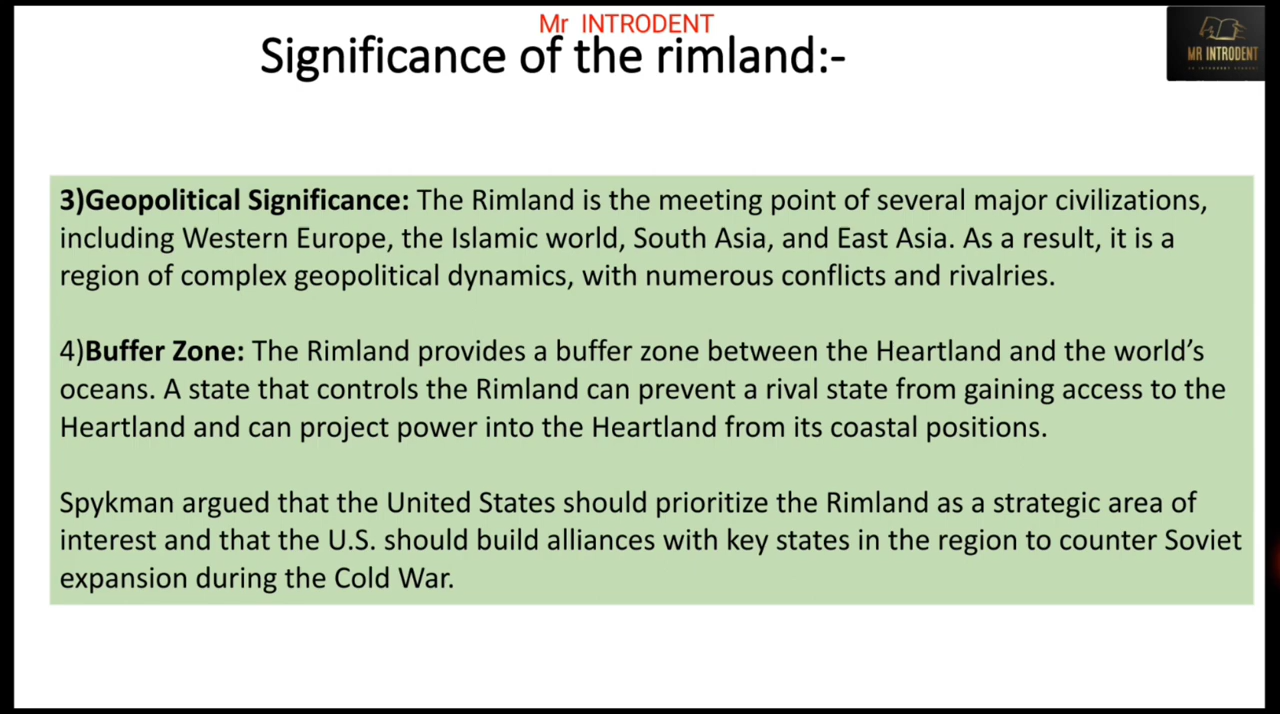 Mr INTRODENT
Significance of the rimland:-
MR INTRODENT
3)Geopolitical Significance: The Rimland is the meeting point of several major civilizations,
including Western Europe, the Islamic world, South Asia, and East Asia. As a result, it is a
region of complex geopolitical dynamics, with numerous conflicts and rivalries.
4)Buffer Zone: The Rimland provides a buffer zone between the Heartland and the world’s
oceans. A state that controls the Rimland can prevent a rival state from gaining access to the
Heartland and can project power into the Heartland from its coastal positions.
Spykman argued that the United States should prioritize the Rimland as a strategic area of
interest and that the U.S. should build alliances with key states in the region to counter Soviet
expansion during the Cold War.